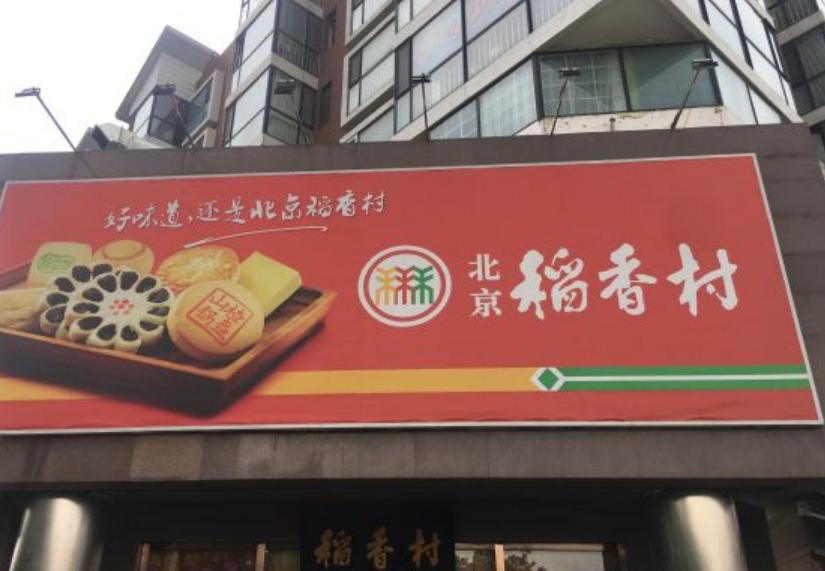 好味道,还是北京稻香村
北京
稻香村
山楂
锅盔
稻香村